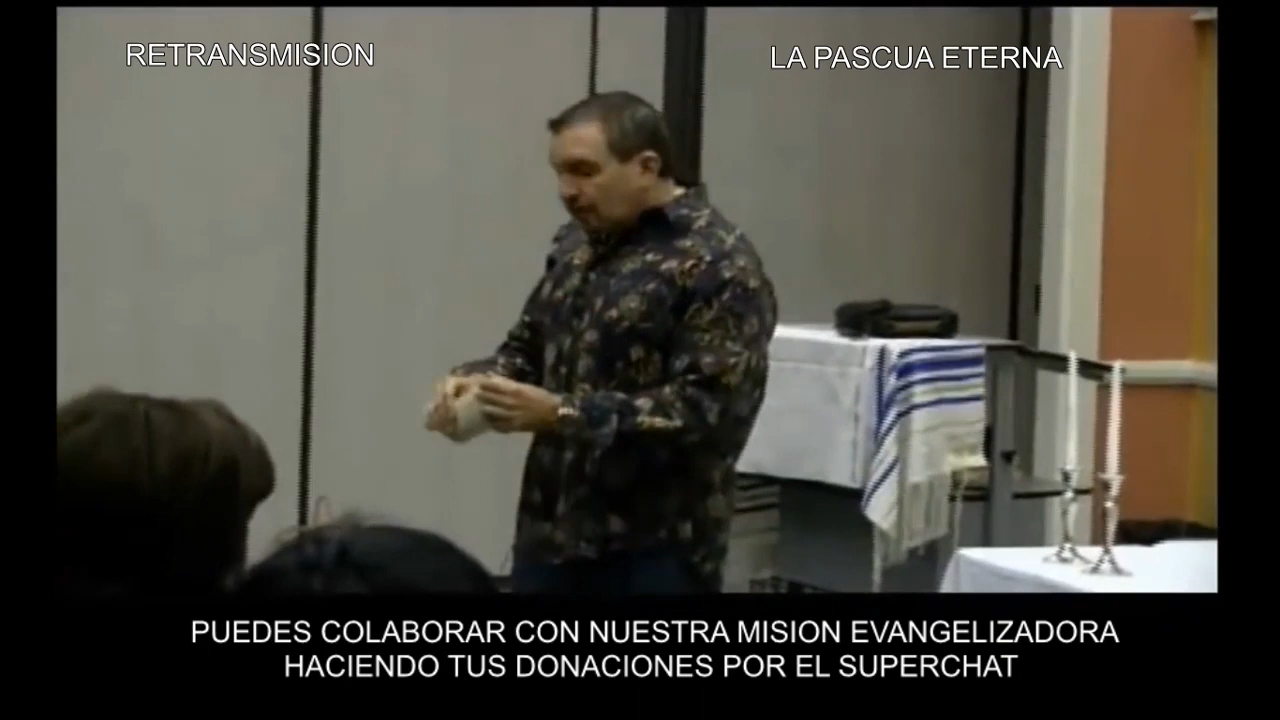 RETRANSMISION
LA PASCUA ETERNA
PUEDES COLABORAR CON NUESTRA MISION EVANGELIZADORA
HACIENDO TUS DONACIONES POR EL SUPERCHAT